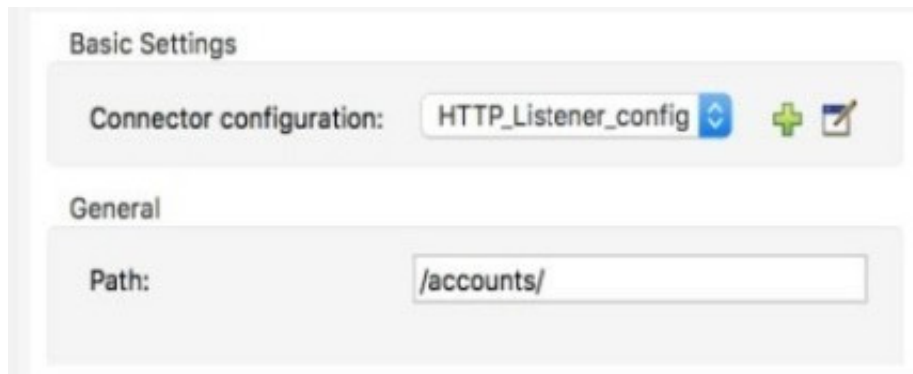 Basic Settings
Connector configuration: HTTP_Listener_config
General
Path: /accounts/